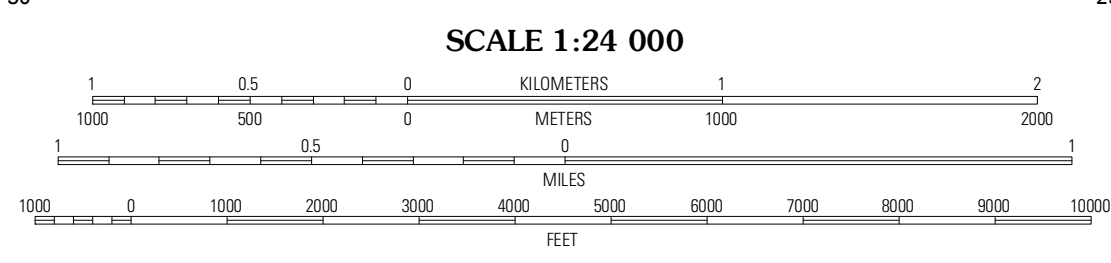 SCALE 1:24 000
1 0.5 0 KILOMETERS 1 2
1000 500 0 METERS 1000 2000
1 0.5 0 1
MILES
1000 0 1000 2000 3000 4000 5000 6000 7000 8000 9000 10000
FEET